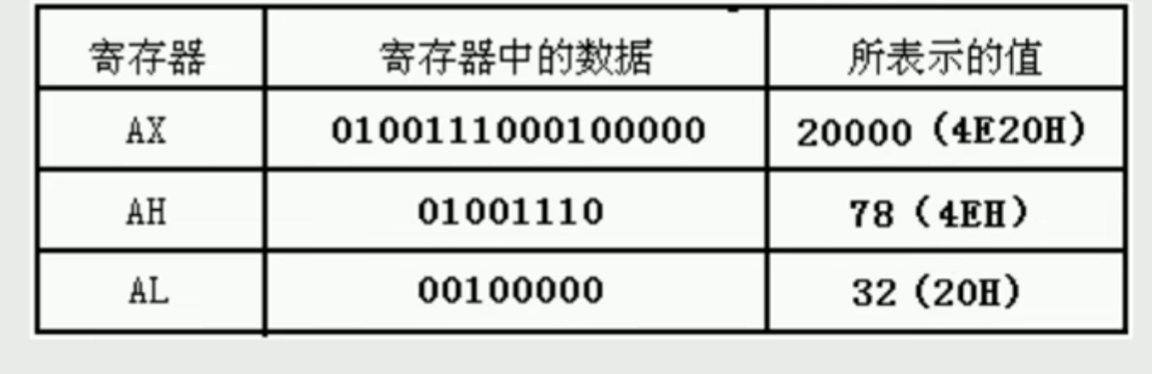 寄存器 寄存器中的数据 所表示的值
AX 0100111000100000 20000（4E20H）
AH 01001110 78（4EH）
AL 00100000 32（20H）